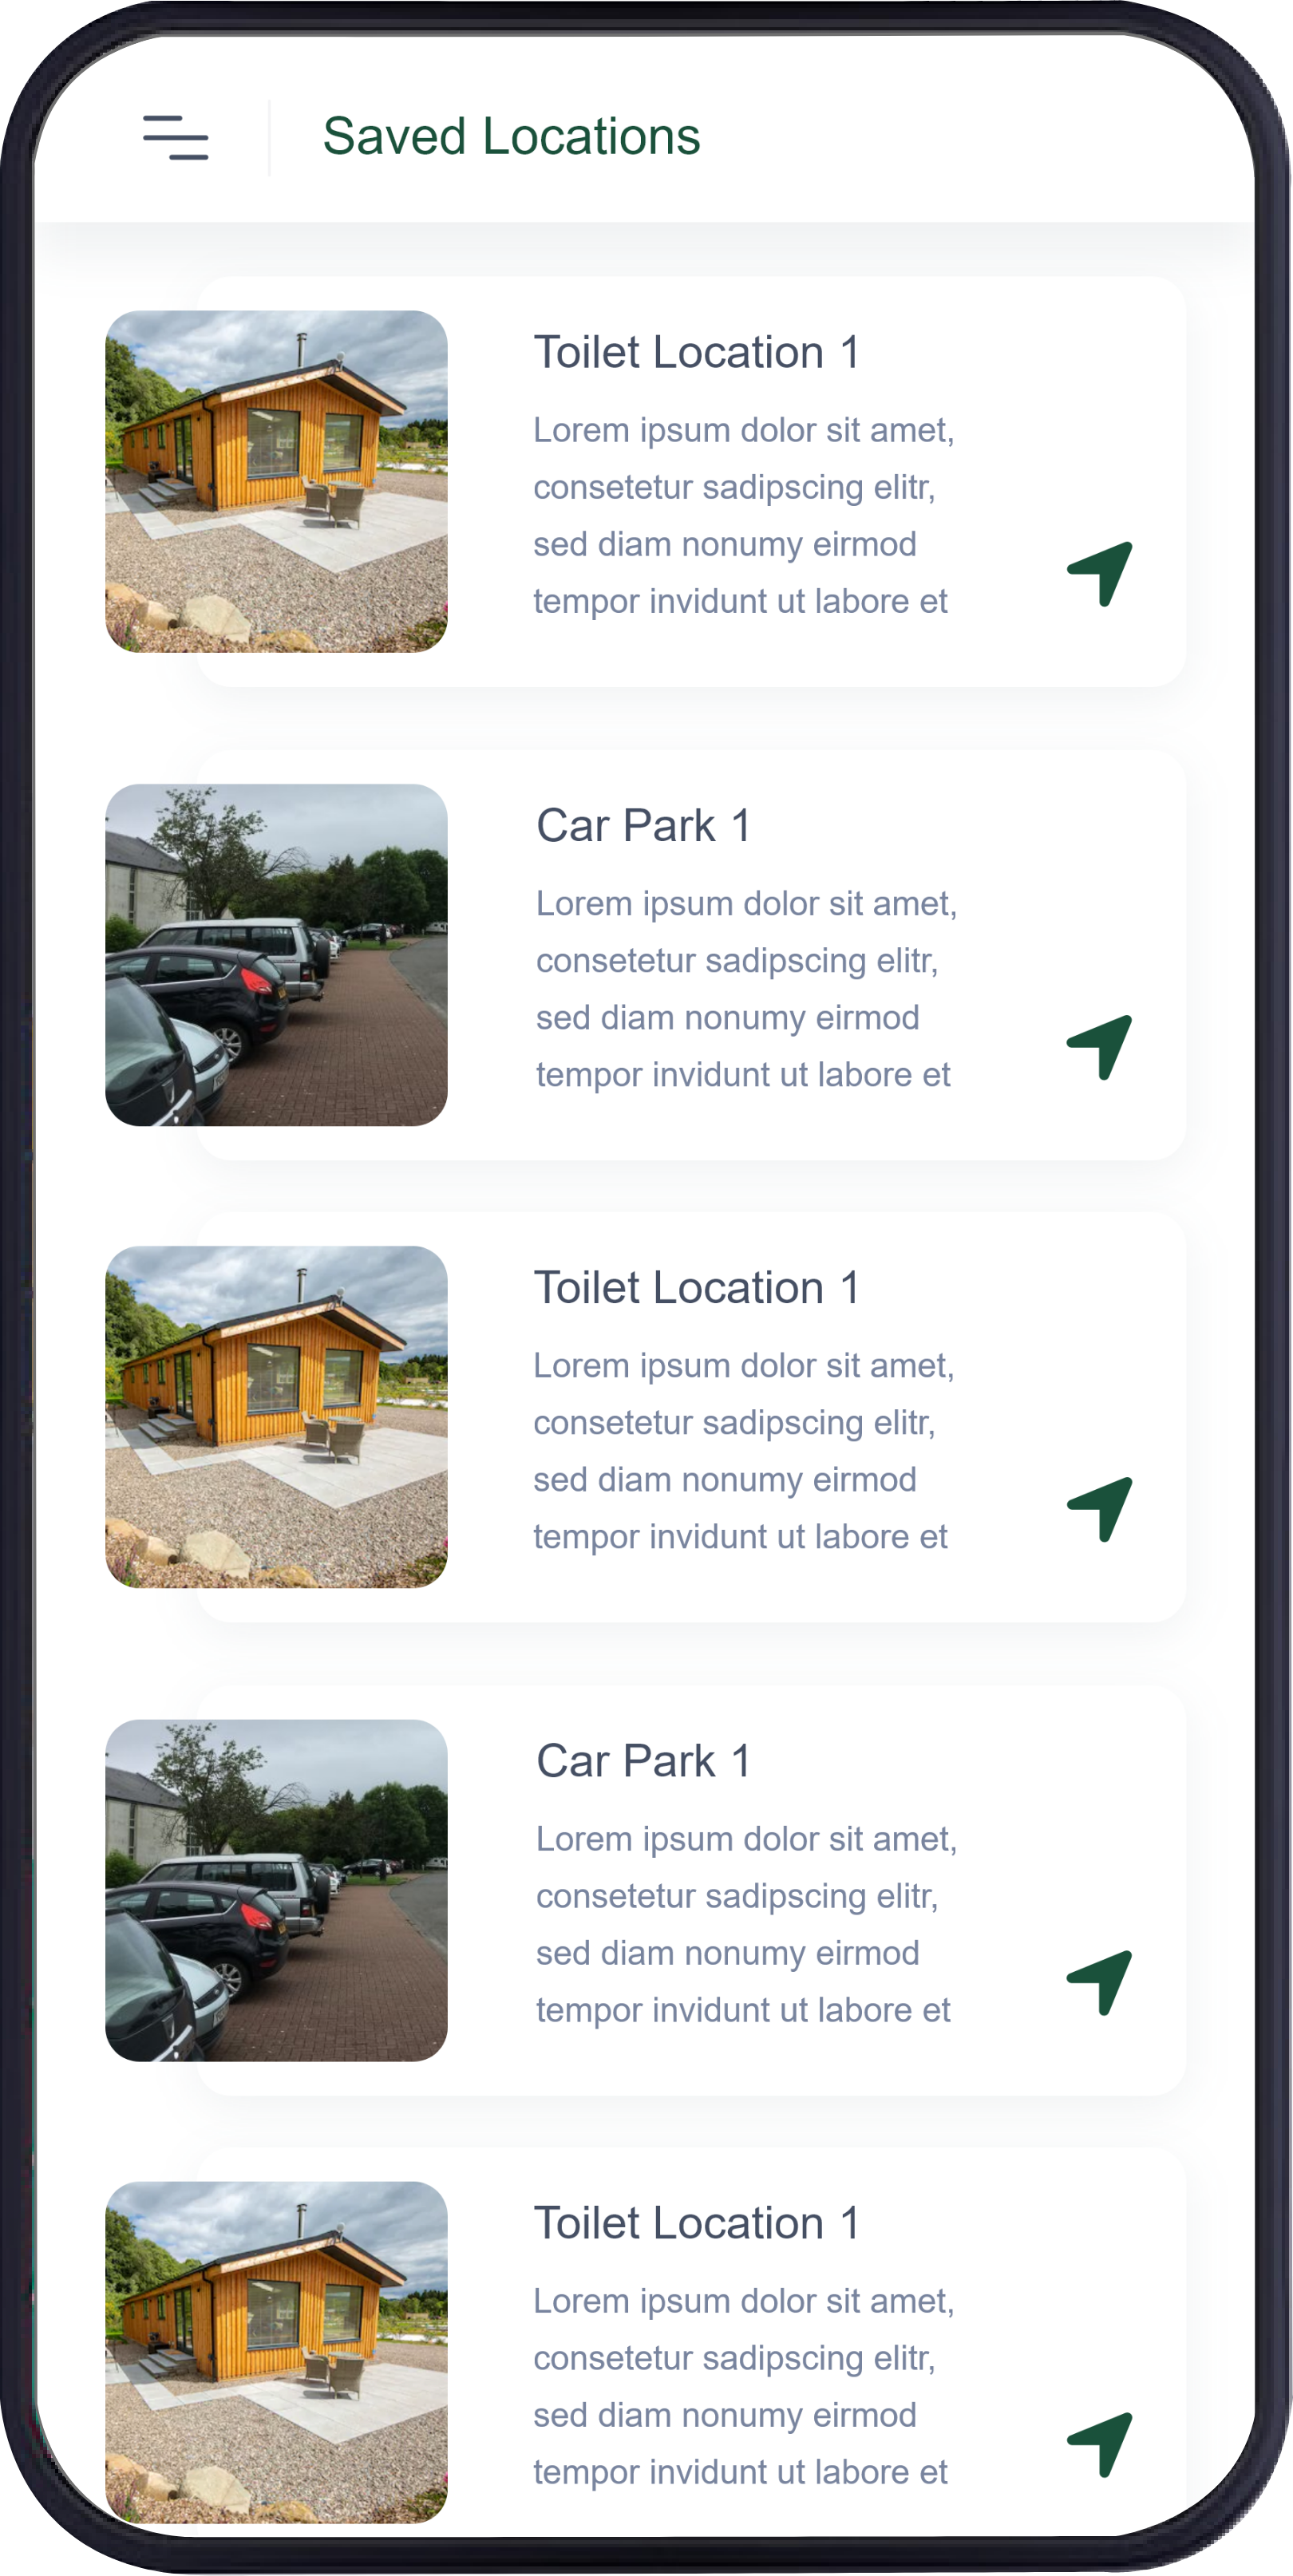 Saved Locations
Toilet Location 1
Lorem ipsum dolor sit amet,
consetetur sadipscing elitr,
sed diam nonumy eirmod
tempor invidunt ut labore et
Car Park 1
Lorem ipsum dolor sit amet,
consetetur sadipscing elitr,
sed diam nonumy eirmod
tempor invidunt ut labore et
Toilet Location 1
Lorem ipsum dolor sit amet,
consetetur sadipscing elitr,
sed diam nonumy eirmod
tempor invidunt ut labore et
Car Park 1
Lorem ipsum dolor sit amet,
consetetur sadipscing elitr,
sed diam nonumy eirmod
tempor invidunt ut labore et
Toilet Location 1
Lorem ipsum dolor sit amet,
consetetur sadipscing elitr,
sed diam nonumy eirmod
tempor invidunt ut labore et